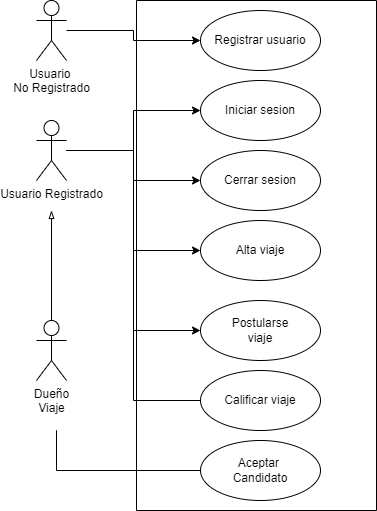 Registrar usuario
Usuario
No Registrado
Iniciar sesion
Cerrar sesion
Usuario Registrado
Alta viaje
Postularse
viaje
Dueño
Viaje
Calificar viaje
Aceptar
Candidato